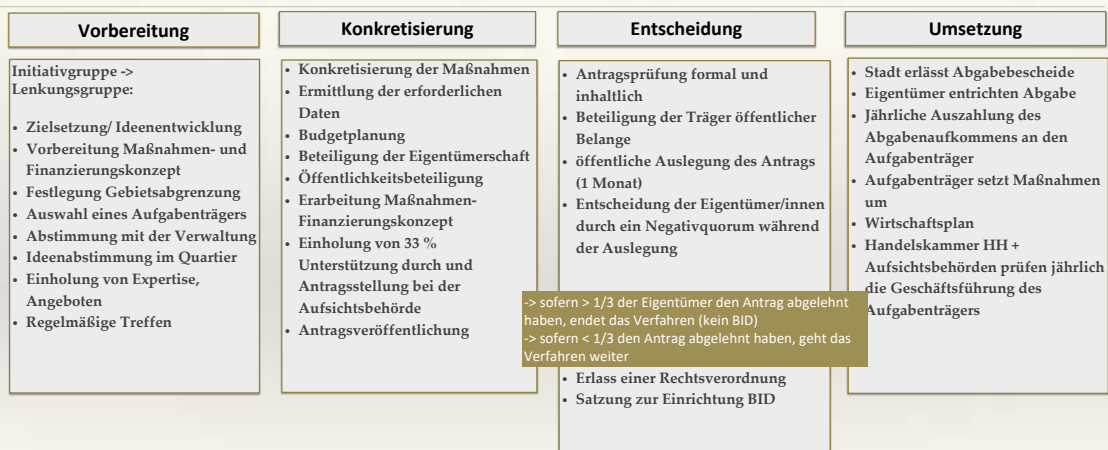 Vorbereitung
Initiativgruppe ->
Lenkungsgruppe:
• Zielsetzung/ Ideenentwicklung
• Vorbereitung Maßnahmen- und
Finanzierungskonzept
• Festlegung Gebietsabgrenzung
• Auswahl eines Aufgabenträgers
• Abstimmung mit der Verwaltung
• Ideenabstimmung im Quartier
• Einholung von Expertise,
Angeboten
• Regelmäßige Treffen
Konkretisierung
• Konkretisierung der Maßnahmen
• Ermittlung der erforderlichen
Daten
• Budgetplanung
• Beteiligung der Eigentümerschaft
• Öffentlichkeitsbeteiligung
• Erarbeitung Maßnahmen-
Finanzierungskonzept
• Einholung von 33 %
Unterstützung durch und
Antragsstellung bei der
Aufsichtsbehörde
• Antragsveröffentlichung
Entscheidung
• Antragsprüfung formal und
inhaltlich
• Beteiligung der Träger öffentlicher
Belange
• öffentliche Auslegung des Antrags
(1 Monat)
• Entscheidung der Eigentümer/innen
durch ein Negativquorum während
der Auslegung
-> sofern > 1/3 der Eigentümer den Antrag abgelehnt
haben, endet das Verfahren (kein BID)
-> sofern < 1/3 den Antrag abgelehnt haben, geht das
Verfahren weiter
• Erlass einer Rechtsverordnung
• Satzung zur Einrichtung BID
Umsetzung
• Stadt erlässt Abgabebescheide
• Eigentümer entrichten Abgabe
• Jährliche Auszahlung des
Abgabenaufkommens an den
Aufgabenträger
• Aufgabenträger setzt Maßnahmen
um
• Wirtschaftsplan
• Handelskammer HH +
Aufsichtsbehörden prüfen jährlich
die Geschäftsführung des
Aufgabenträgers